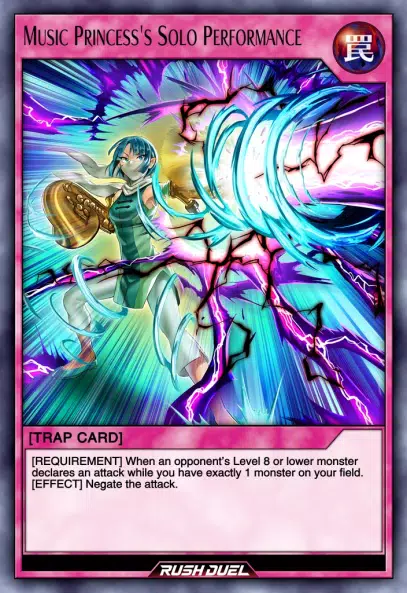 Music Princess's Solo Performance
罠
[TRAP CARD]
[REQUIREMENT] When an opponent's Level 8 or lower monster
declares an attack while you have exactly 1 monster on your field.
[EFFECT] Negate the attack.
RUSH DUEL